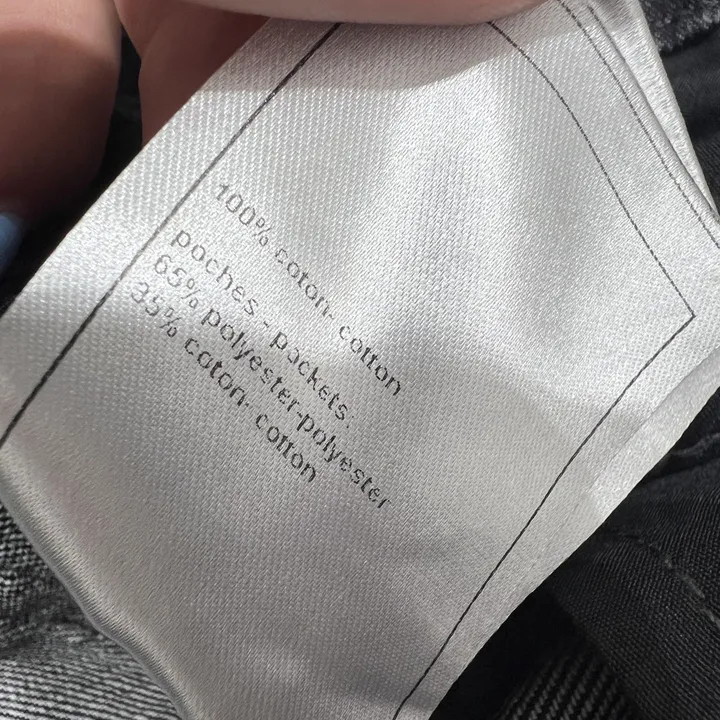 100% coton- cotton
poches - pockets:
65% polyester-polyester
35% coton- cotton